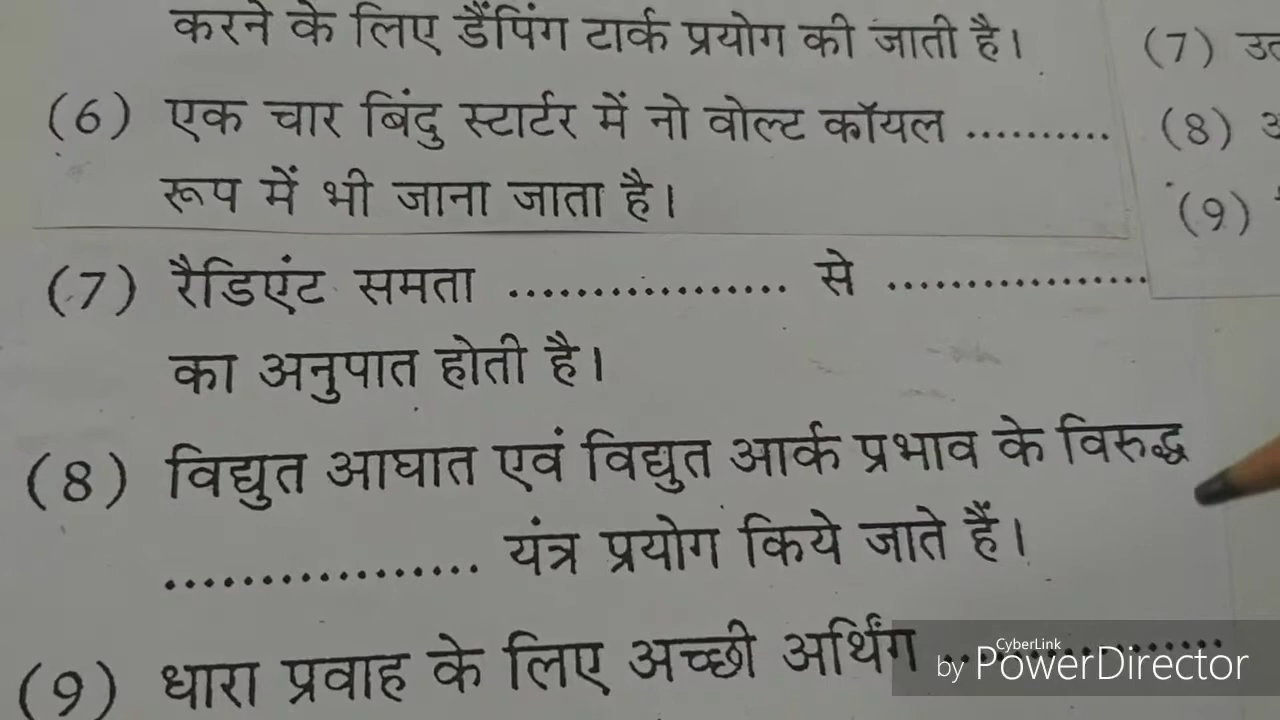 करने के लिए डैंपिंग टार्क प्रयोग की जाती है।
(6) एक चार बिंदु स्टार्टर में नो वोल्ट कॉयल ..........
रूप में भी जाना जाता है।
(7) रैडिएंट समता ................. से .................
का अनुपात होती है।
(8) विद्युत आघात एवं विद्युत आर्क प्रभाव के विरुद्ध
................. यंत्र प्रयोग किये जाते हैं।
(9) धारा प्रवाह के लिए अच्छी अर्थिंग .................
(7)
(8)
(9)
CyberLink
by PowerDirector